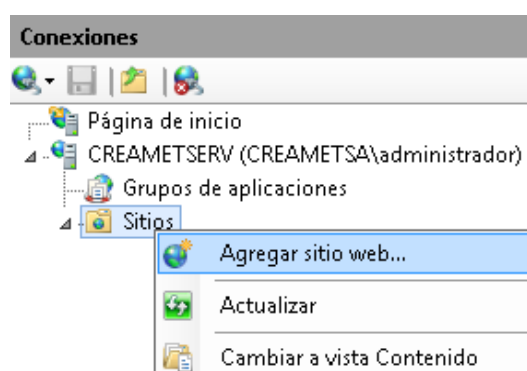 Conexiones
Página de inicio
CREAMETSERV (CREAMETSA\administrador)
Grupos de aplicaciones
Sitios
Agregar sitio web...
Actualizar
Cambiar a vista Contenido